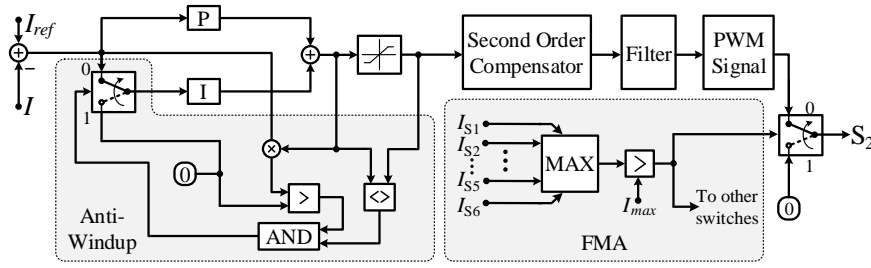 I_ref
P
+
+
−
I
0
1
I
×
0
>
<>
AND
Anti-
Windup
Second Order
Compensator
Filter
PWM
Signal
I_S1
I_S2
I_S5
I_S6
MAX
>
I_max
To other
switches
FMA
0
1
0
S_2